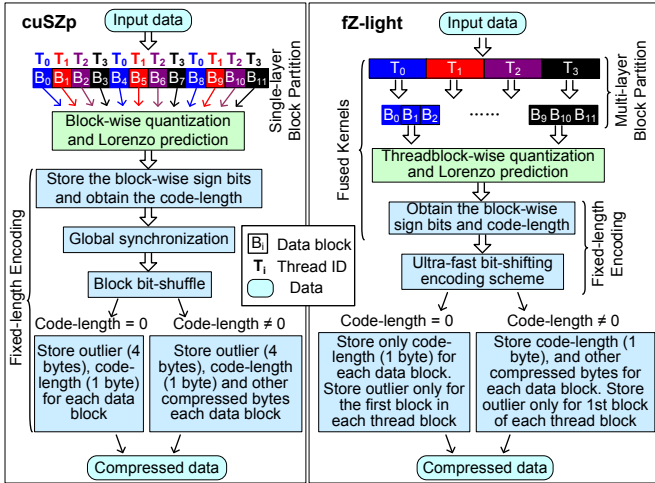 cuSZp
Input data
T0 T1 T2 T3 T0 T1 T2 T3 T0 T1 T2 T3
B0 B1 B2 B3 B4 B5 B6 B7 B8 B9 B10 B11
Single-layer
Block Partition
Block-wise quantization
and Lorenzo prediction
Fixed-length Encoding
Store the block-wise sign bits
and obtain the code-length
Global synchronization
Block bit-shuffle
Code-length = 0
Code-length ≠ 0
Store outlier (4
bytes), code-
length (1 byte)
for each data
block
Store outlier (4
bytes), code-length
(1 byte) and other
compressed bytes
each data block
Compressed data
Bi Data block
Ti Thread ID
Data
fZ-light
Input data
T0 T1 T2 T3
B0 B1 B2 ...... B9 B10 B11
Multi-layer
Block Partition
Fused Kernels
Threadblock-wise quantization
and Lorenzo prediction
Obtain the block-wise
sign bits and code-length
Ultra-fast bit-shifting
encoding scheme
Fixed-length
Encoding
Code-length = 0
Code-length ≠ 0
Store only code-
length (1 byte) for
each data block.
Store outlier only for
the first block in
each thread block
Store code-length (1
byte), and other
compressed bytes for
each data block. Store
outlier only for 1st block
of each thread block
Compressed data